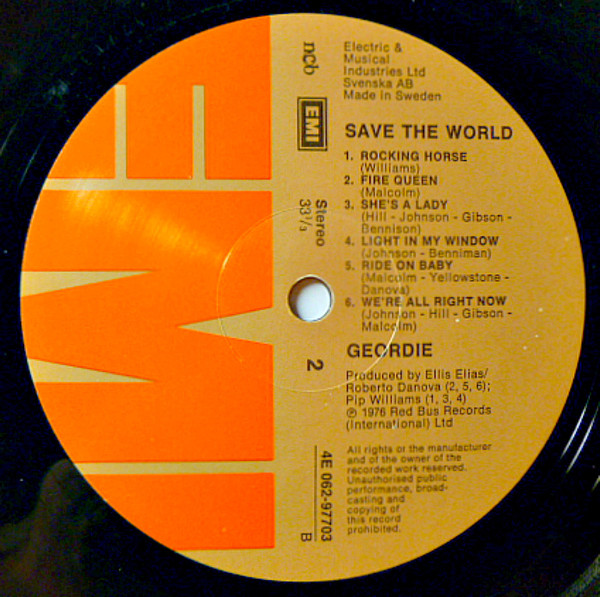 Electric &
Musical
Industries Ltd
Svenska AB
Made in Sweden
ncb
EMI
SAVE THE WORLD
1. ROCKING HORSE
(Williams)
2. FIRE QUEEN
(Malcolm)
3. SHE'S A LADY
(Hill - Johnson - Gibson -
Bennison)
4. LIGHT IN MY WINDOW
(Johnson - Benniman)
5. RIDE ON BABY
(Malcolm - Yellowstone -
Danova)
6. WE'RE ALL RIGHT NOW
(Johnson - Hill - Gibson -
Malcolm)
Stereo
33 1/3
2
GEORDIE
Produced by Ellis Elias/
Roberto Danova (2, 5, 6);
Pip Williams (1, 3, 4)
℗ 1976 Red Bus Records
(International) Ltd
4E 062-97703
B
All rights of the manufacturer
and of the owner of the
recorded work reserved.
Unauthorised public
performance, broad-
casting and
copying of
this record
prohibited.
EMI